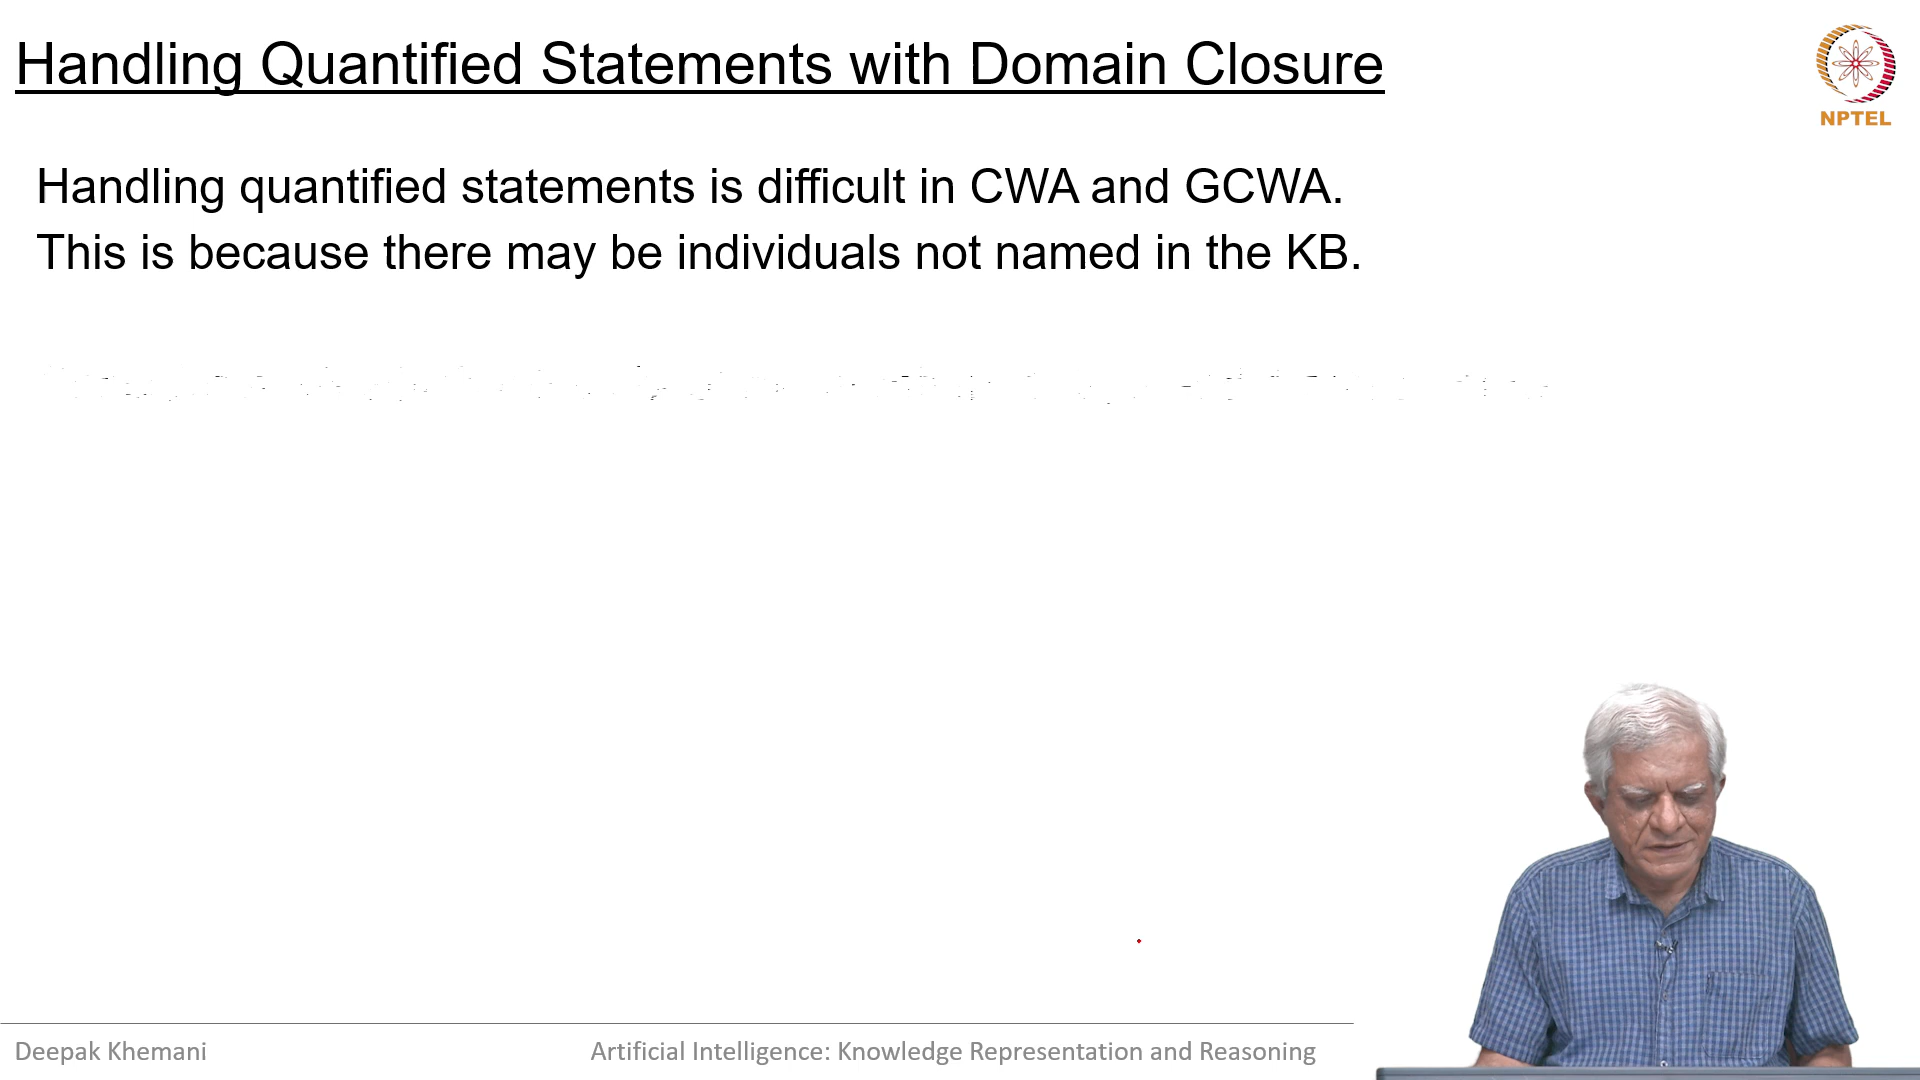 Handling Quantified Statements with Domain Closure
NPTEL
Handling quantified statements is difficult in CWA and GCWA.
This is because there may be individuals not named in the KB.
Deepak Khemani
Artificial Intelligence: Knowledge Representation and Reasoning